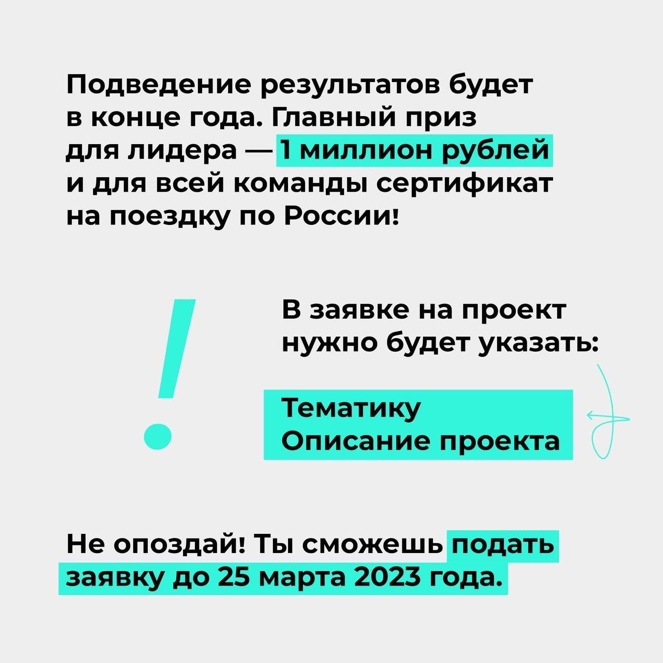 Подведение результатов будет
в конце года. Главный приз
для лидера — 1 миллион рублей
и для всей команды сертификат
на поездку по России!
!
В заявке на проект
нужно будет указать:
Тематику
Описание проекта
Не опоздай! Ты сможешь подать
заявку до 25 марта 2023 года.